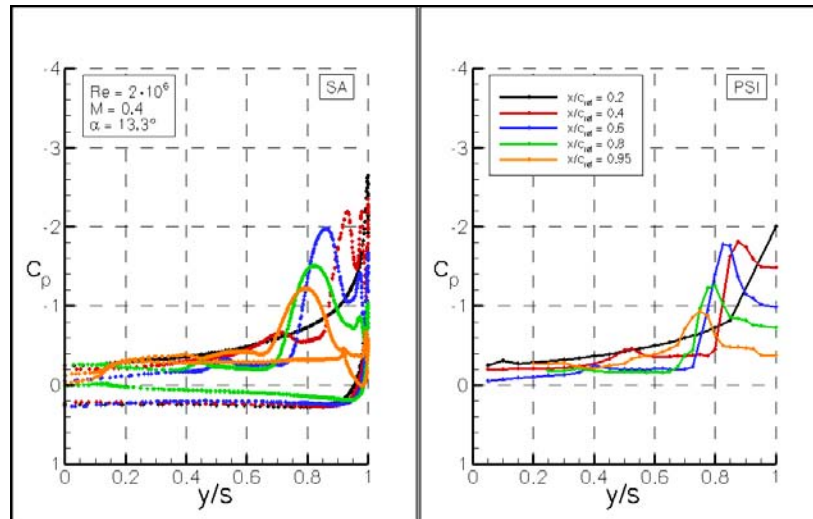 -4
-3
-2
-1
0
1
Cp
0
0.2
0.4
0.6
0.8
1
y/s
Re = 2·10⁶
M = 0.4
α = 13.3°
SA
-4
-3
-2
-1
0
1
Cp
0
0.2
0.4
0.6
0.8
1
y/s
x/c_ref = 0.2
x/c_ref = 0.4
x/c_ref = 0.6
x/c_ref = 0.8
x/c_ref = 0.95
PSI